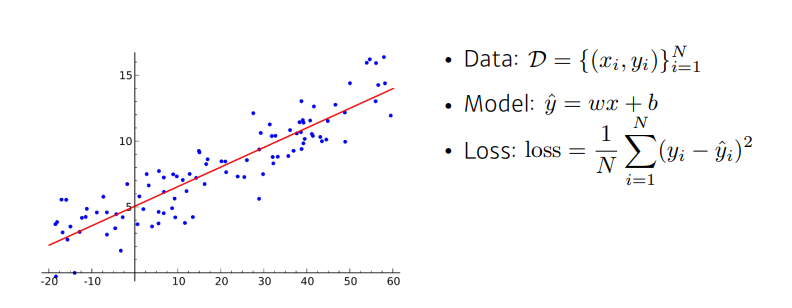 15
10
5
-20 -10 10 20 30 40 50 60
• Data: 𝒟 = {(xᵢ, yᵢ)}ᵢ₌₁ᴺ
• Model: ŷ = wx + b
• Loss: loss = 1/N ∑ᵢ₌₁ᴺ (yᵢ − ŷᵢ)²